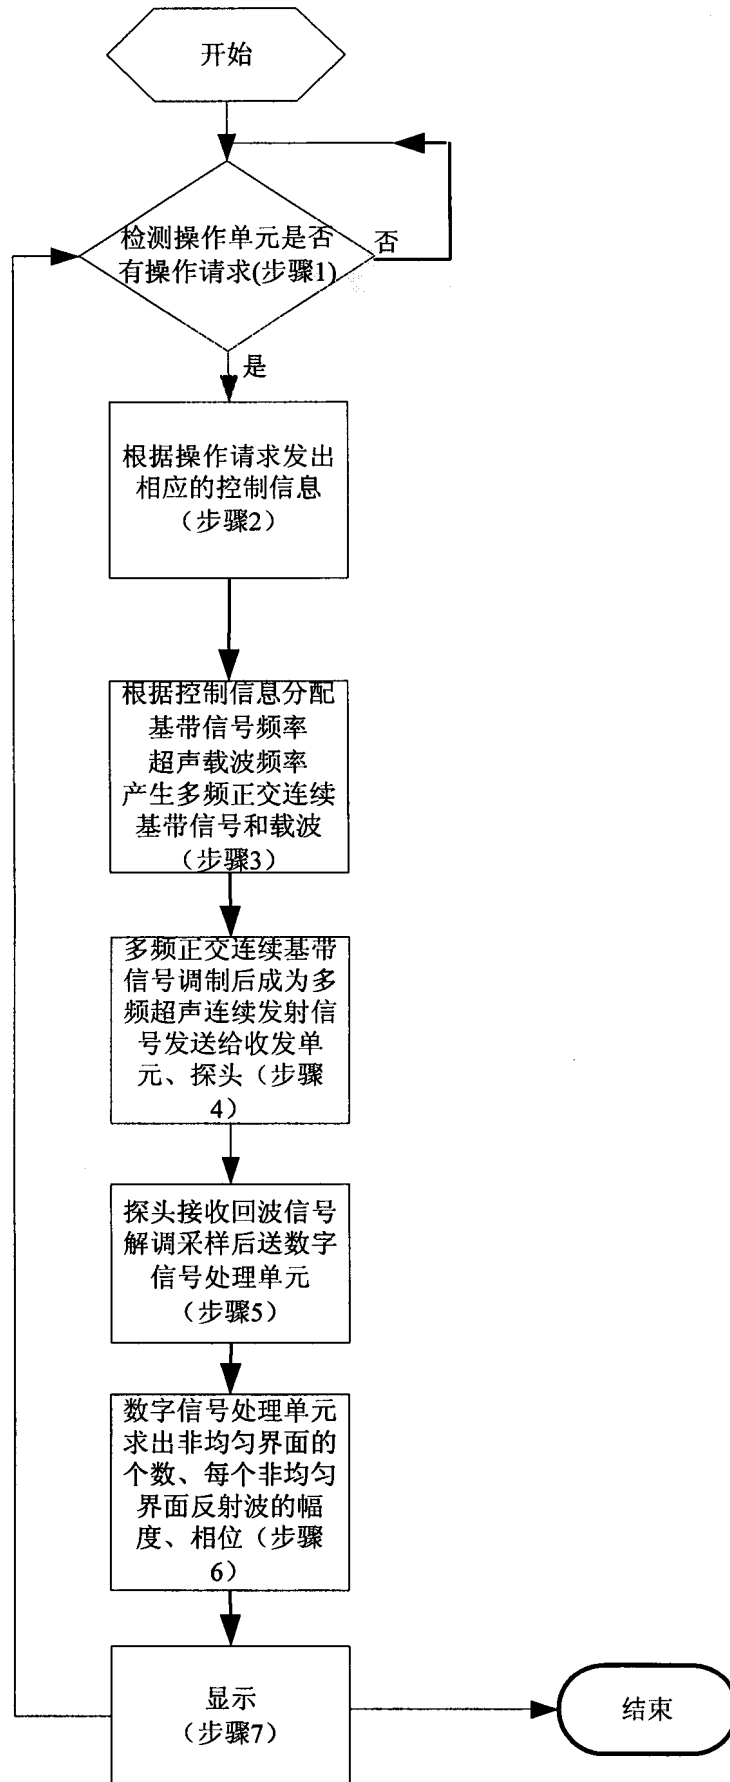 开始
检测操作单元是否
有操作请求(步骤1)
否
是
根据操作请求发出
相应的控制信息
（步骤2）
根据控制信息分配
基带信号频率
超声载波频率
产生多频正交连续
基带信号和载波
（步骤3）
多频正交连续基带
信号调制后成为多
频超声连续发射信
号发送给收发单
元、探头（步骤
4）
探头接收回波信号
解调采样后送数字
信号处理单元
（步骤5）
数字信号处理单元
求出非均匀界面的
个数、每个非均匀
界面反射波的幅
度、相位（步骤
6）
显示
（步骤7）
结束